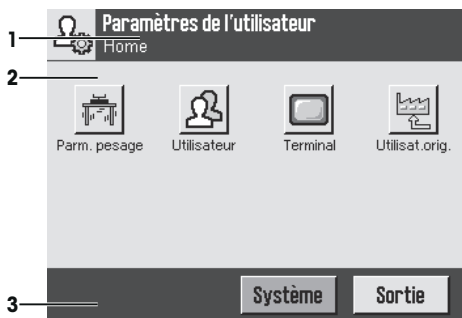 Paramètres de l'utilisateur
1
Home
2
Parm. pesage Utilisateur Terminal Utilisat.orig.
Système Sortie
3